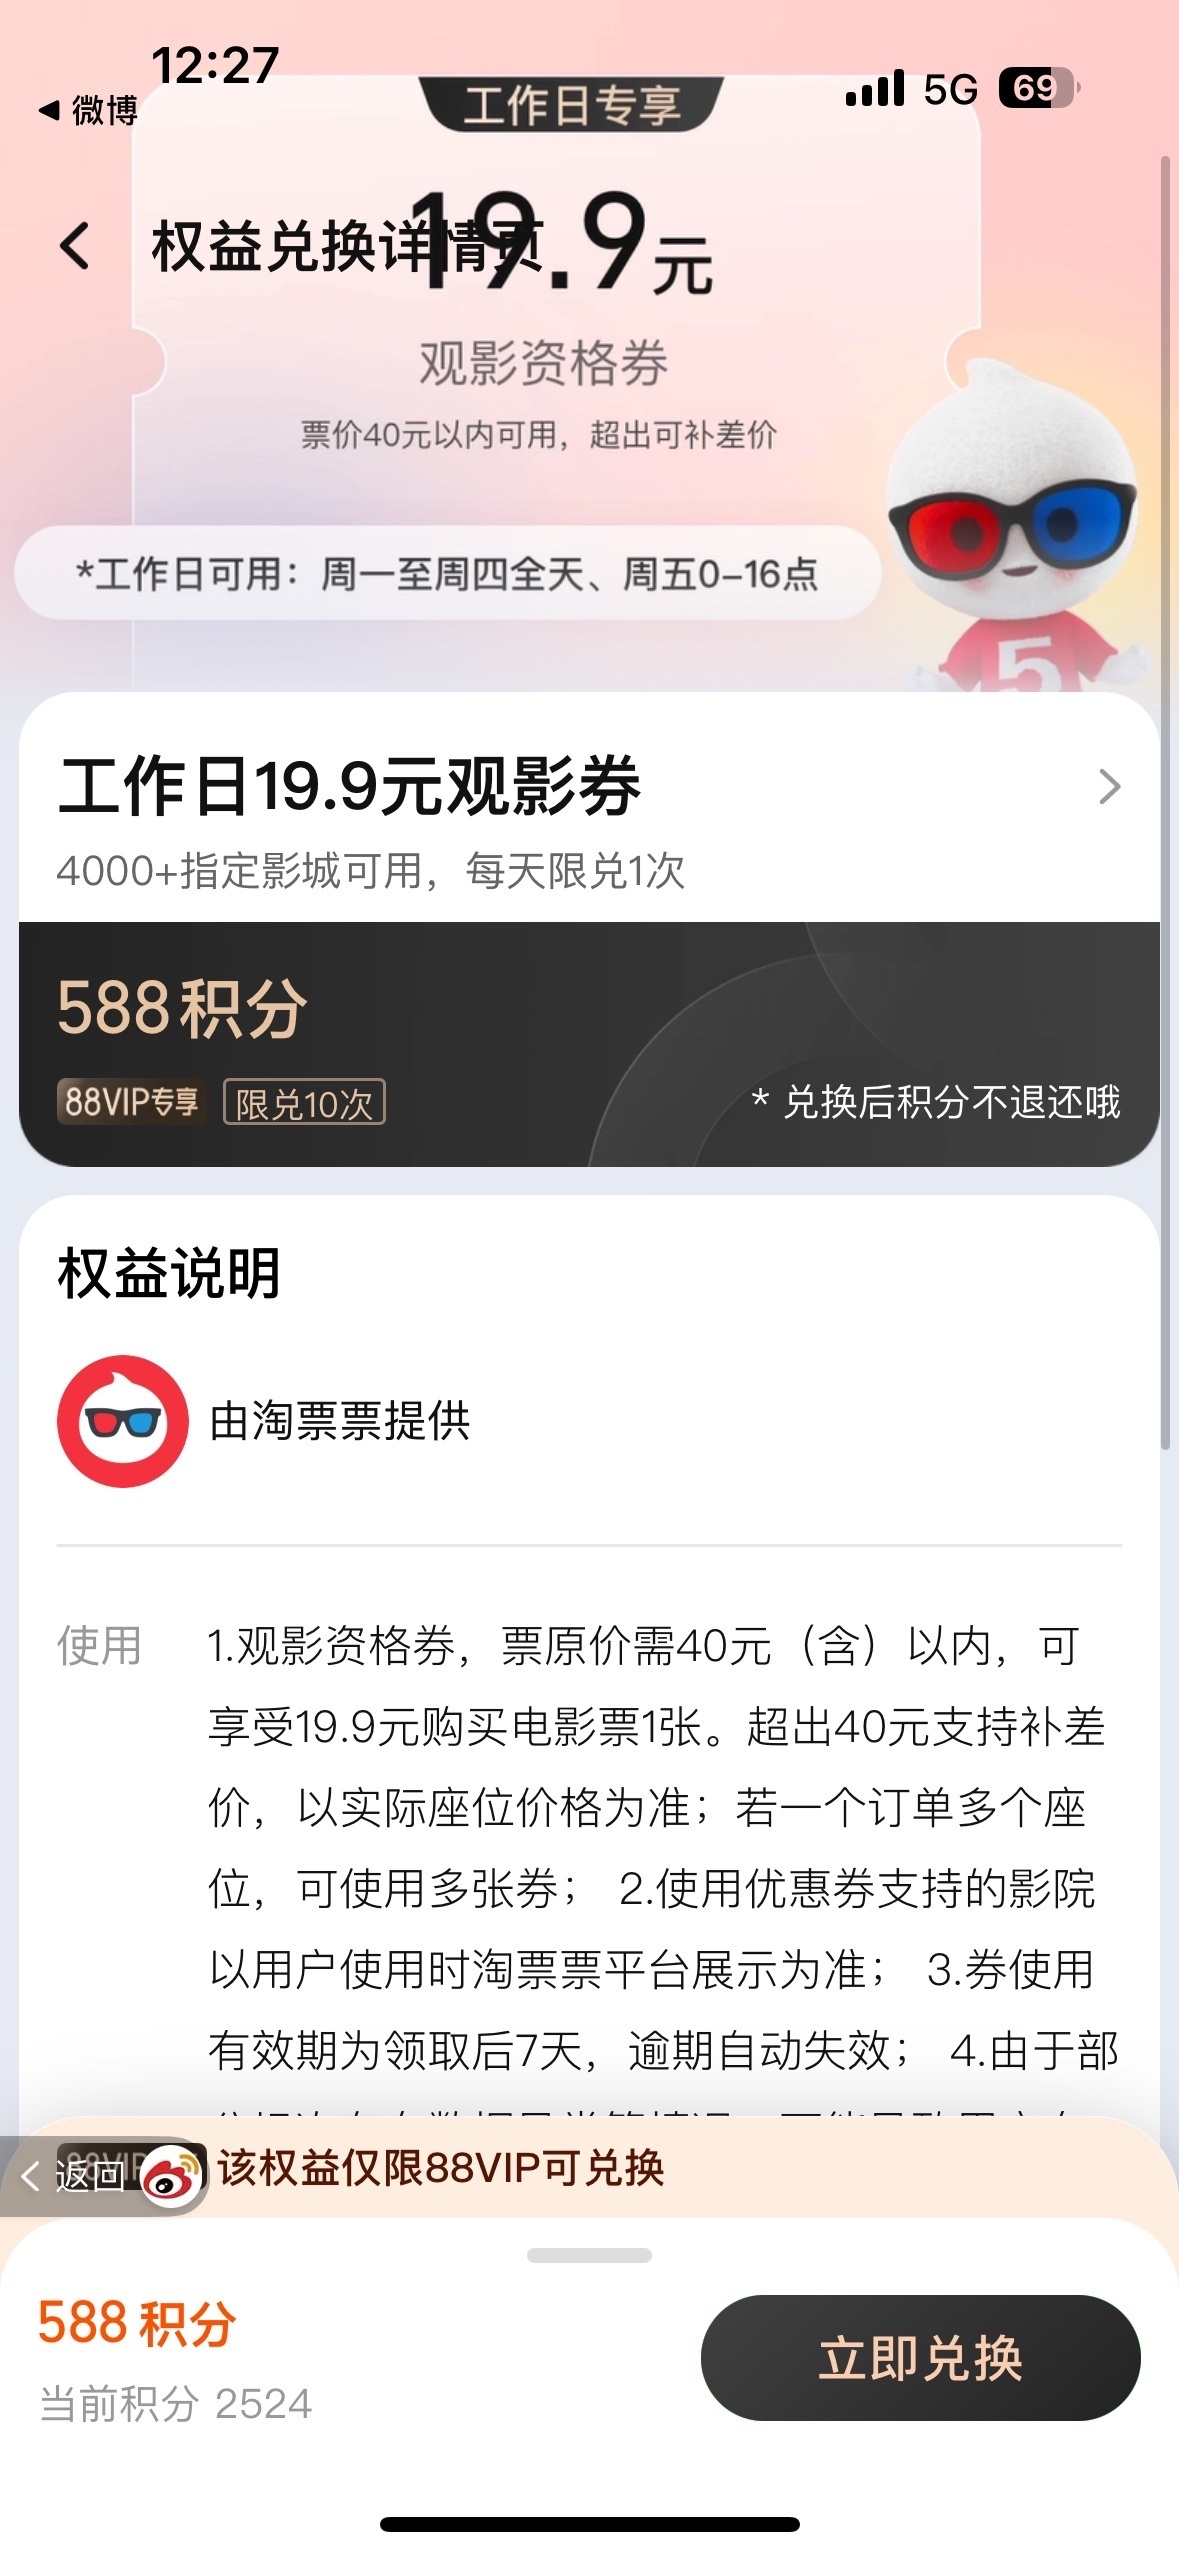 12:27
微博
5G
69
工作日专享
权益兑换详情页
19.9元
观影资格券
票价40元以内可用，超出可补差价
*工作日可用：周一至周四全天、周五0-16点
5
工作日19.9元观影券
4000+指定影城可用，每天限兑1次
588积分
88VIP专享
限兑10次
* 兑换后积分不退还哦
权益说明
由淘票票提供
使用
1.观影资格券，票原价需40元（含）以内，可
享受19.9元购买电影票1张。超出40元支持补差
价，以实际座位价格为准；若一个订单多个座
位，可使用多张券； 2.使用优惠券支持的影院
以用户使用时淘票票平台展示为准； 3.券使用
有效期为领取后7天，逾期自动失效； 4.由于部
返回
88VIP
该权益仅限88VIP可兑换
588 积分
当前积分 2524
立即兑换